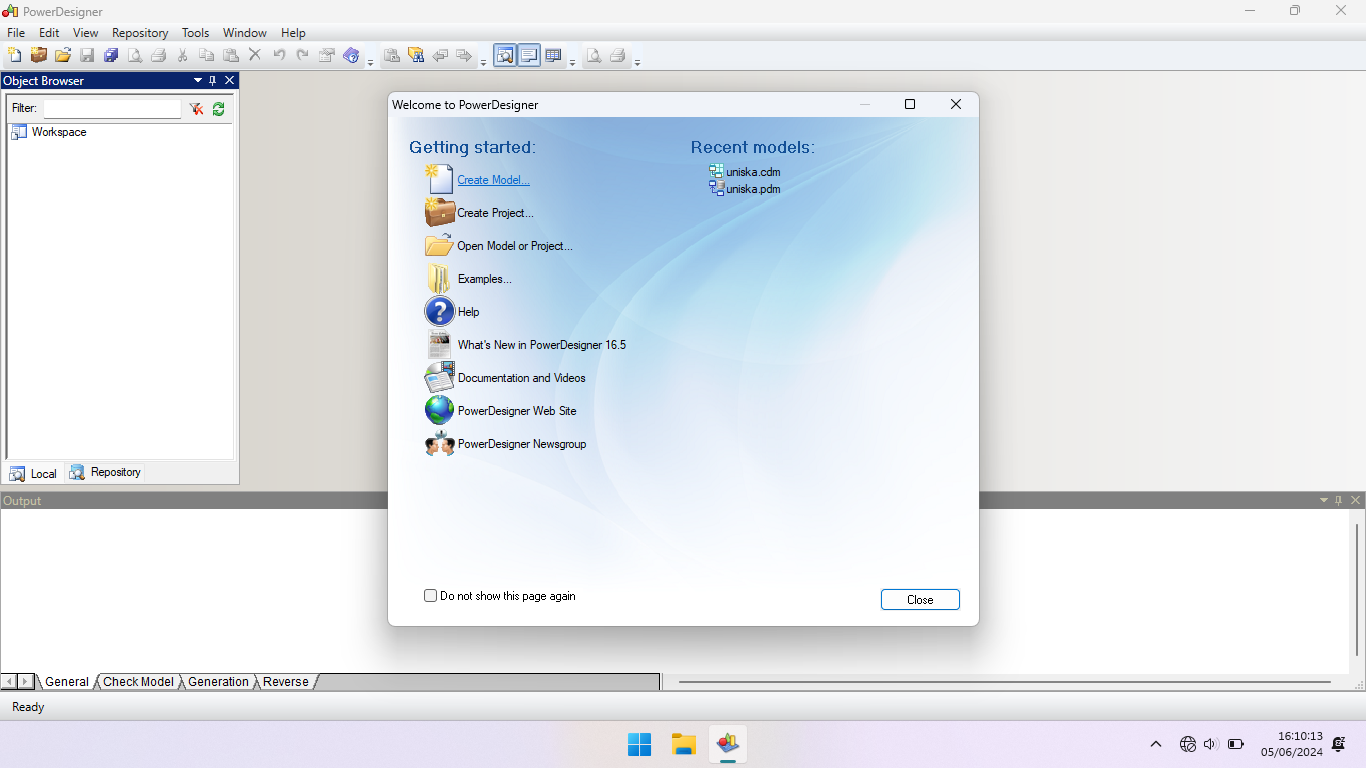 PowerDesigner
File Edit View Repository Tools Window Help
Object Browser
Filter:
Workspace
Local Repository
Welcome to PowerDesigner
Getting started:
Create Model...
Create Project...
Open Model or Project...
Examples...
Help
What's New in PowerDesigner 16.5
Documentation and Videos
PowerDesigner Web Site
PowerDesigner Newsgroup
Recent models:
uniska.cdm
uniska.pdm
Do not show this page again
Close
Output
General Check Model Generation Reverse
Ready
16:10:13
05/06/2024